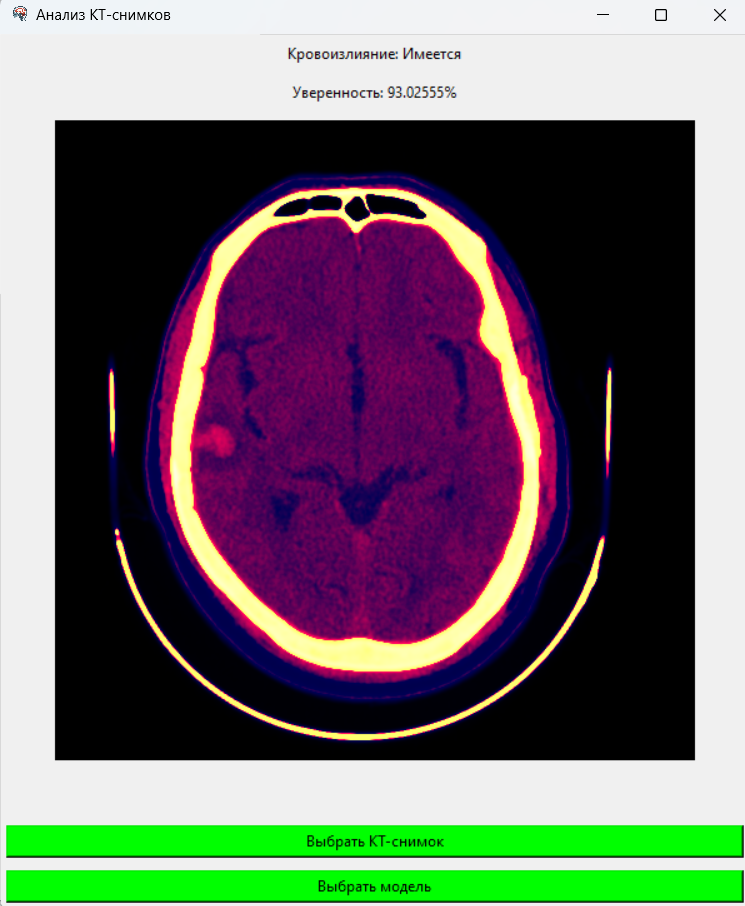 Анализ КТ-снимков
Кровоизлияние: Имеется
Уверенность: 93.02555%
Выбрать КТ-снимок
Выбрать модель